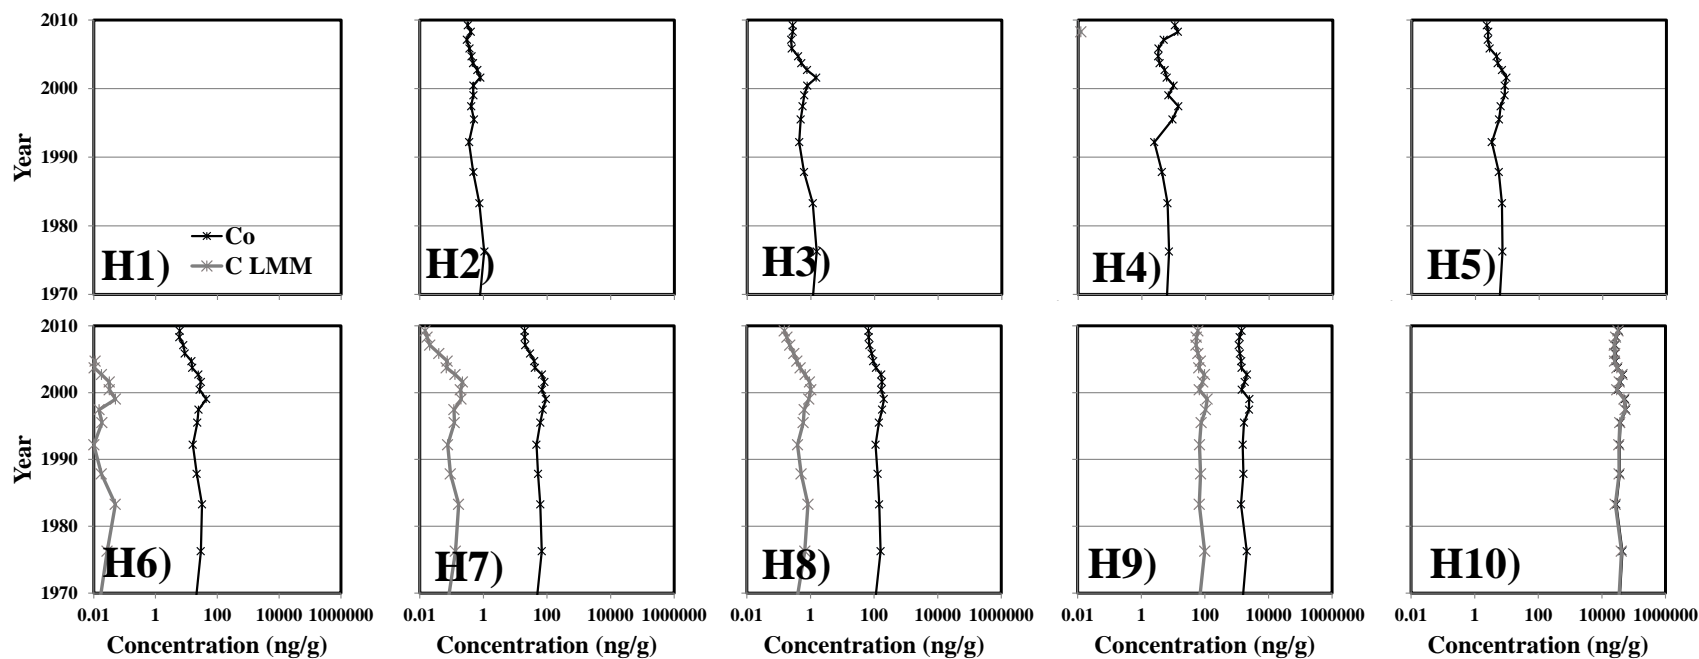 2010
2000
1990
1980
1970
Year
Co
C LMM
H1)
H2)
H3)
H4)
H5)
2010
2000
1990
1980
1970
Year
H6)
H7)
H8)
H9)
H10)
0.01 1 100 10000 1000000
0.01 1 100 10000 1000000
0.01 1 100 10000 1000000
0.01 1 100 10000 1000000
0.01 1 100 10000 1000000
Concentration (ng/g)
Concentration (ng/g)
Concentration (ng/g)
Concentration (ng/g)
Concentration (ng/g)